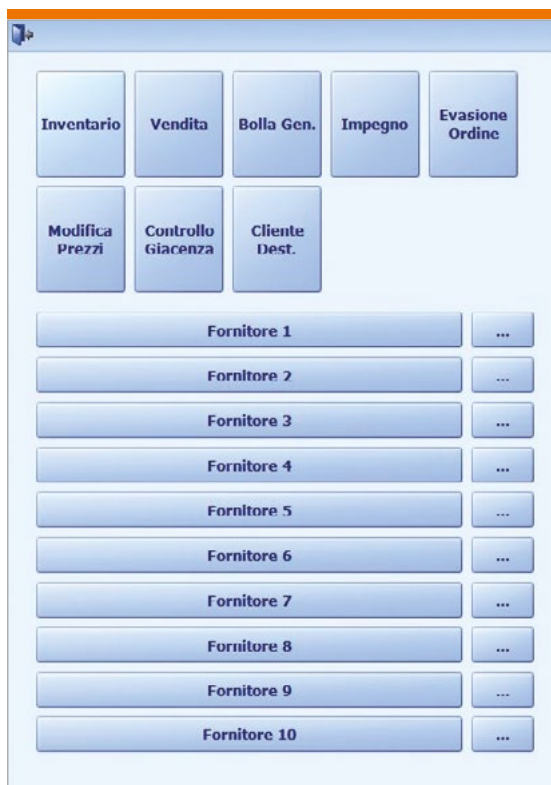 Inventario
Vendita
Bolla Gen.
Impegno
Evasione
Ordine
Modifica
Prezzi
Controllo
Giacenza
Cliente
Dest.
Fornitore 1
...
Fornitore 2
...
Fornitore 3
...
Fornitore 4
...
Fornitore 5
...
Fornitore 6
...
Fornitore 7
...
Fornitore 8
...
Fornitore 9
...
Fornitore 10
...